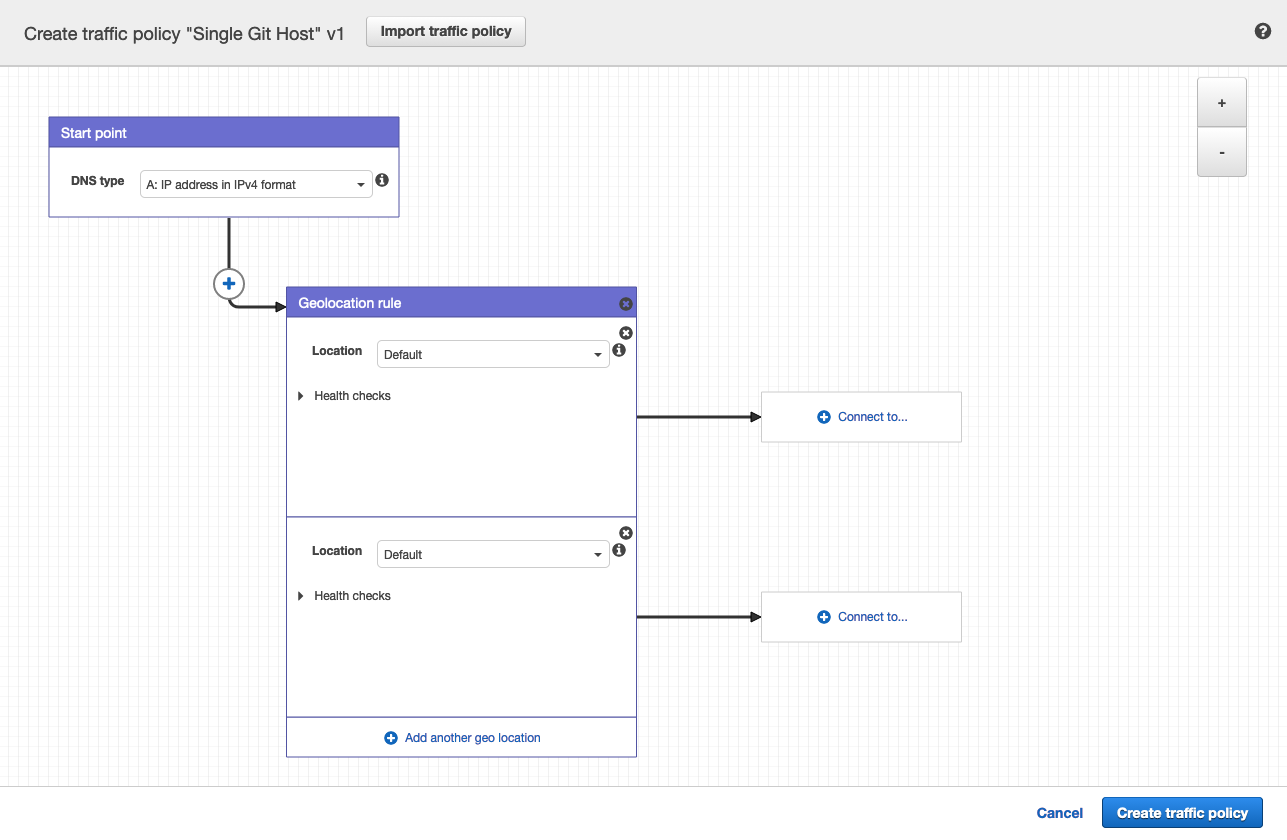 Create traffic policy "Single Git Host" v1
Import traffic policy
?
+
-
Start point
DNS type
A: IP address in IPv4 format
Geolocation rule
Location
Default
Health checks
Connect to...
Location
Default
Health checks
Connect to...
Add another geo location
Cancel
Create traffic policy